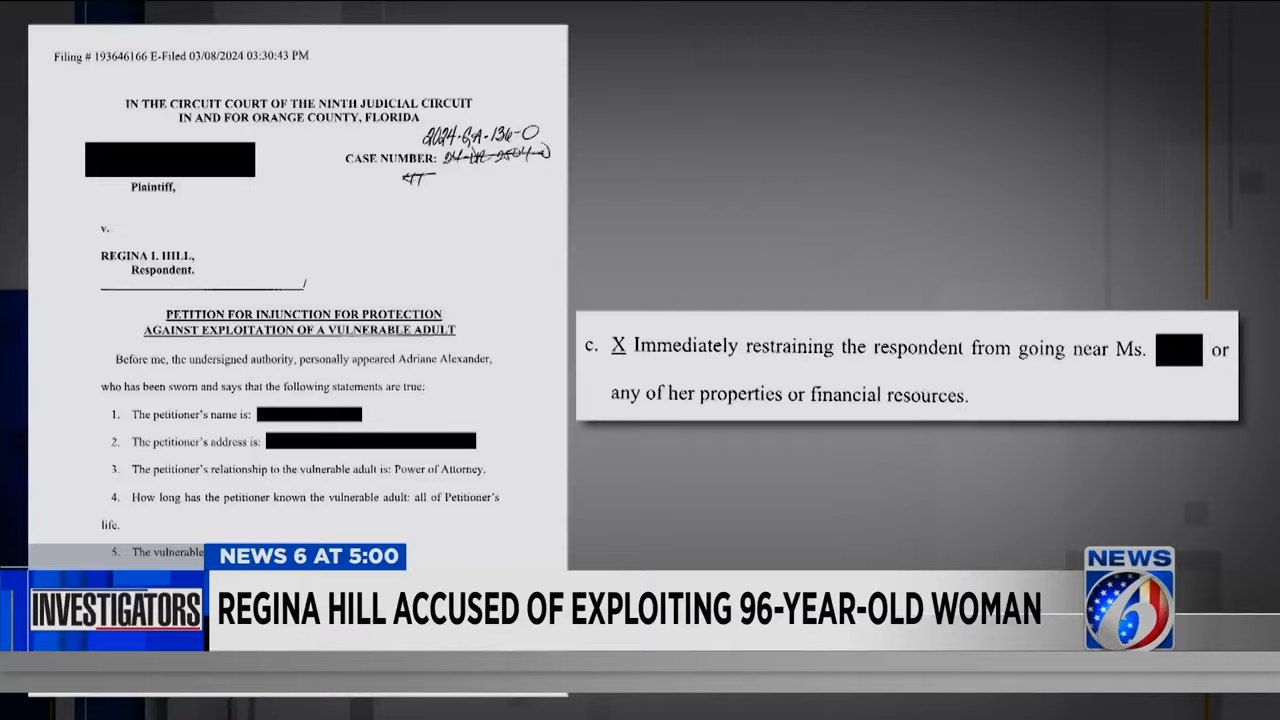 Filing # 193646166 E-Filed 03/08/2024 03:30:43 PM
IN THE CIRCUIT COURT OF THE NINTH JUDICIAL CIRCUIT
IN AND FOR ORANGE COUNTY, FLORIDA
2024-GA-136-O
CASE NUMBER:
Plaintiff,
v.
REGINA I. HILL,
Respondent.
/
PETITION FOR INJUNCTION FOR PROTECTION
AGAINST EXPLOITATION OF A VULNERABLE ADULT
Before me, the undersigned authority, personally appeared Adriane Alexander,
who has been sworn and says that the following statements are true:
1. The petitioner's name is:
2. The petitioner's address is:
3. The petitioner's relationship to the vulnerable adult is: Power of Attorney.
4. How long has the petitioner known the vulnerable adult: all of Petitioner's
life.
5. The vulnerable
c. X Immediately restraining the respondent from going near Ms. or
any of her properties or financial resources.
NEWS 6 AT 5:00
INVESTIGATORS
REGINA HILL ACCUSED OF EXPLOITING 96-YEAR-OLD WOMAN
NEWS
6